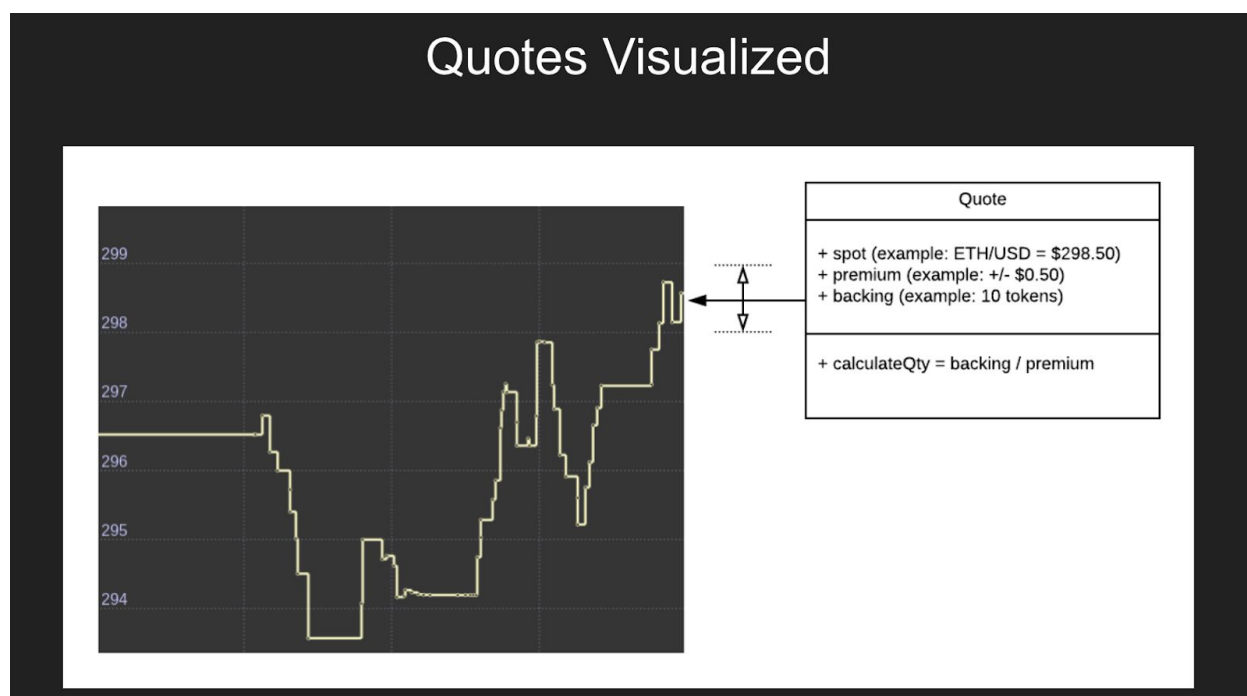 Quotes Visualized
299
298
297
296
295
294
Quote
+ spot (example: ETH/USD = $298.50)
+ premium (example: +/- $0.50)
+ backing (example: 10 tokens)
+ calculateQty = backing / premium